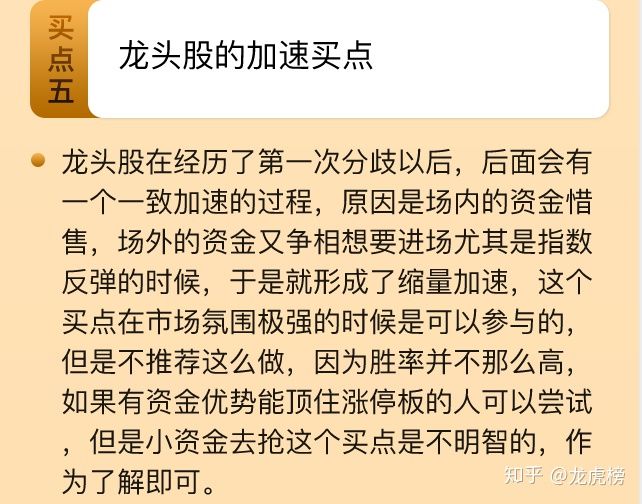 买点五
龙头股的加速买点
龙头股在经历了第一次分歧以后，后面会有
一个一致加速的过程，原因是场内的资金惜
售，场外的资金又争相想要进场尤其是指数
反弹的时候，于是就形成了缩量加速，这个
买点在市场氛围极强的时候是可以参与的，
但是不推荐这么做，因为胜率并不那么高，
如果有资金优势能顶住涨停板的人可以尝试
，但是小资金去抢这个买点是不明智的，作
为了解即可。
知乎 @龙虎榜